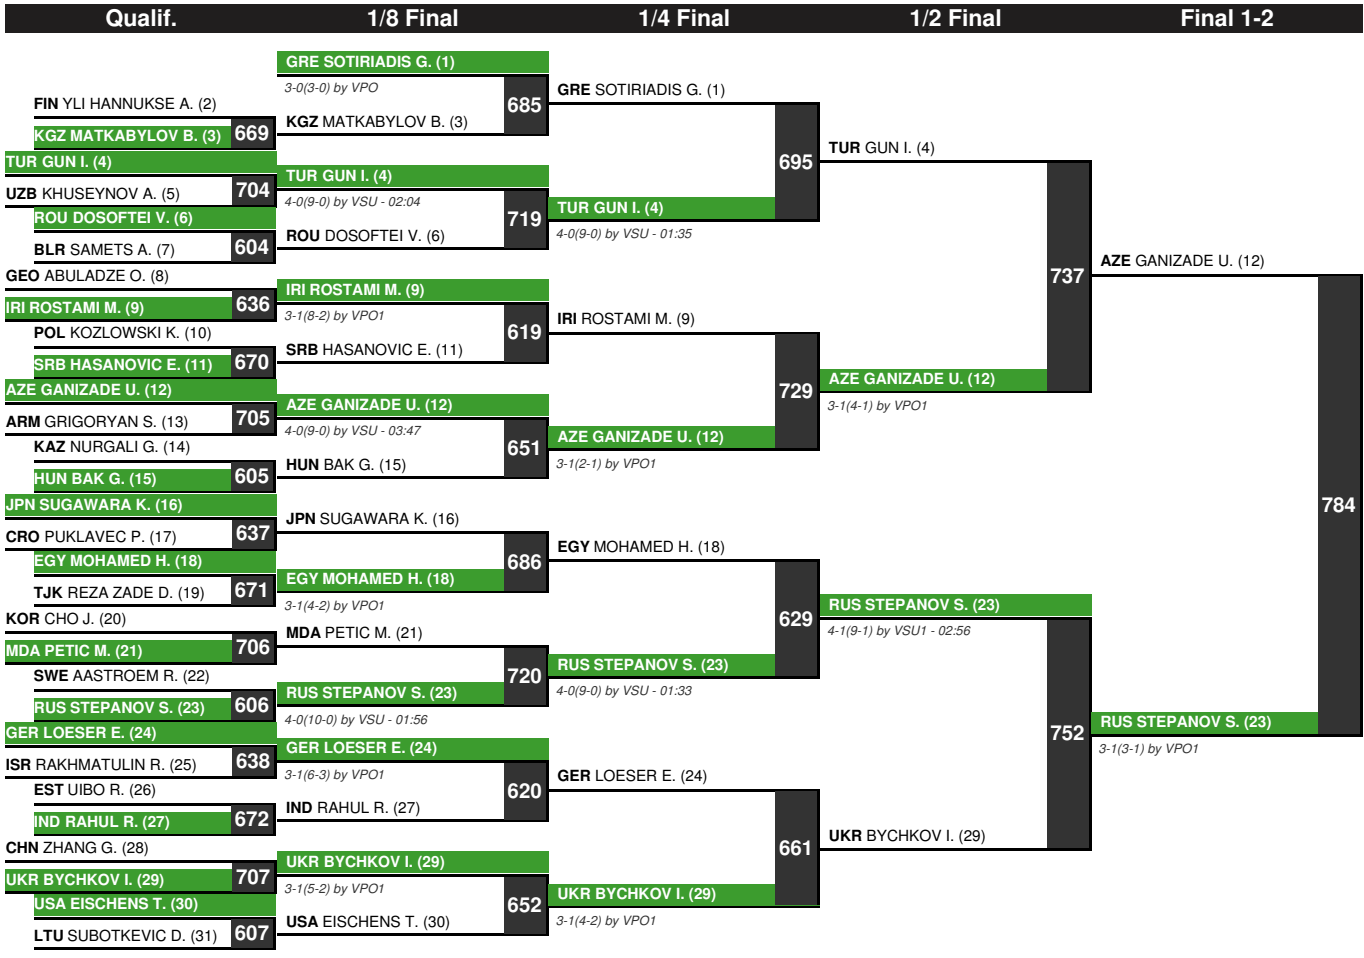 Qualif. 1/8 Final 1/4 Final 1/2 Final Final 1-2
FIN YLI HANNUKSE A. (2)
KGZ MATKABYLOV B. (3)
669
TUR GUN I. (4)
UZB KHUSEYNOV A. (5)
704
ROU DOSOFTEI V. (6)
BLR SAMETS A. (7)
604
GEO ABULADZE O. (8)
IRI ROSTAMI M. (9)
636
POL KOZLOWSKI K. (10)
SRB HASANOVIC E. (11)
670
AZE GANIZADE U. (12)
ARM GRIGORYAN S. (13)
705
KAZ NURGALI G. (14)
HUN BAK G. (15)
605
JPN SUGAWARA K. (16)
CRO PUKLAVEC P. (17)
637
EGY MOHAMED H. (18)
TJK REZA ZADE D. (19)
671
KOR CHO J. (20)
MDA PETIC M. (21)
706
SWE AASTROEM R. (22)
RUS STEPANOV S. (23)
606
GER LOESER E. (24)
ISR RAKHMATULIN R. (25)
638
EST UIBO R. (26)
IND RAHUL R. (27)
672
CHN ZHANG G. (28)
UKR BYCHKOV I. (29)
707
USA EISCHENS T. (30)
LTU SUBOTKEVIC D. (31)
607
GRE SOTIRIADIS G. (1)
3-0(3-0) by VPO
KGZ MATKABYLOV B. (3)
685
TUR GUN I. (4)
4-0(9-0) by VSU - 02:04
ROU DOSOFTEI V. (6)
719
IRI ROSTAMI M. (9)
3-1(8-2) by VPO1
SRB HASANOVIC E. (11)
619
AZE GANIZADE U. (12)
4-0(9-0) by VSU - 03:47
HUN BAK G. (15)
651
JPN SUGAWARA K. (16)
EGY MOHAMED H. (18)
3-1(4-2) by VPO1
686
MDA PETIC M. (21)
RUS STEPANOV S. (23)
4-0(10-0) by VSU - 01:56
720
GER LOESER E. (24)
3-1(6-3) by VPO1
IND RAHUL R. (27)
620
UKR BYCHKOV I. (29)
3-1(5-2) by VPO1
USA EISCHENS T. (30)
652
GRE SOTIRIADIS G. (1)
TUR GUN I. (4)
4-0(9-0) by VSU - 01:35
695
IRI ROSTAMI M. (9)
AZE GANIZADE U. (12)
3-1(2-1) by VPO1
729
EGY MOHAMED H. (18)
RUS STEPANOV S. (23)
4-0(9-0) by VSU - 01:33
629
GER LOESER E. (24)
UKR BYCHKOV I. (29)
3-1(4-2) by VPO1
661
TUR GUN I. (4)
AZE GANIZADE U. (12)
3-1(4-1) by VPO1
737
RUS STEPANOV S. (23)
4-1(9-1) by VSU1 - 02:56
UKR BYCHKOV I. (29)
752
AZE GANIZADE U. (12)
RUS STEPANOV S. (23)
3-1(3-1) by VPO1
784